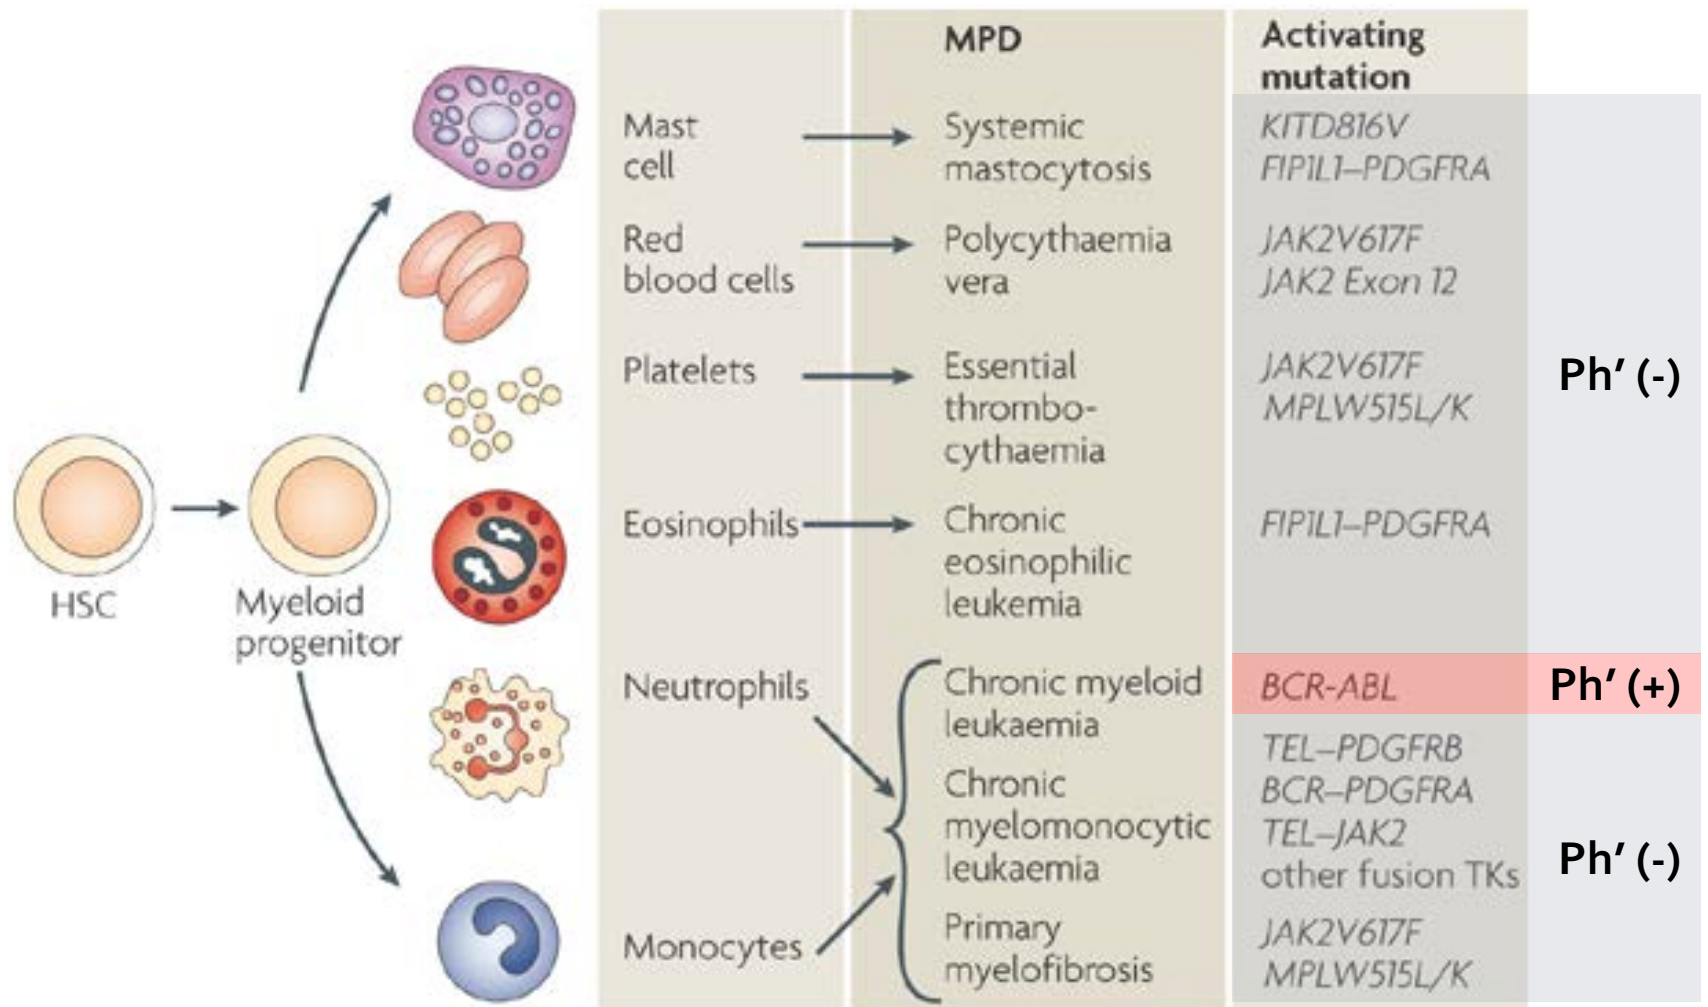 MPD
Activating
mutation
Mast
cell
Systemic
mastocytosis
KITD816V
FIP1L1–PDGFRA
Red
blood cells
Polycythaemia
vera
JAK2V617F
JAK2 Exon 12
Platelets
Essential
thrombo-
cythaemia
JAK2V617F
MPLW515L/K
Ph’ (-)
Eosinophils
Chronic
eosinophilic
leukemia
FIP1L1–PDGFRA
HSC
Myeloid
progenitor
Neutrophils
Chronic myeloid
leukaemia
BCR-ABL
Ph’ (+)
Chronic
myelomonocytic
leukaemia
TEL–PDGFRB
BCR–PDGFRA
TEL–JAK2
other fusion TKs
Ph’ (-)
Monocytes
Primary
myelofibrosis
JAK2V617F
MPLW515L/K